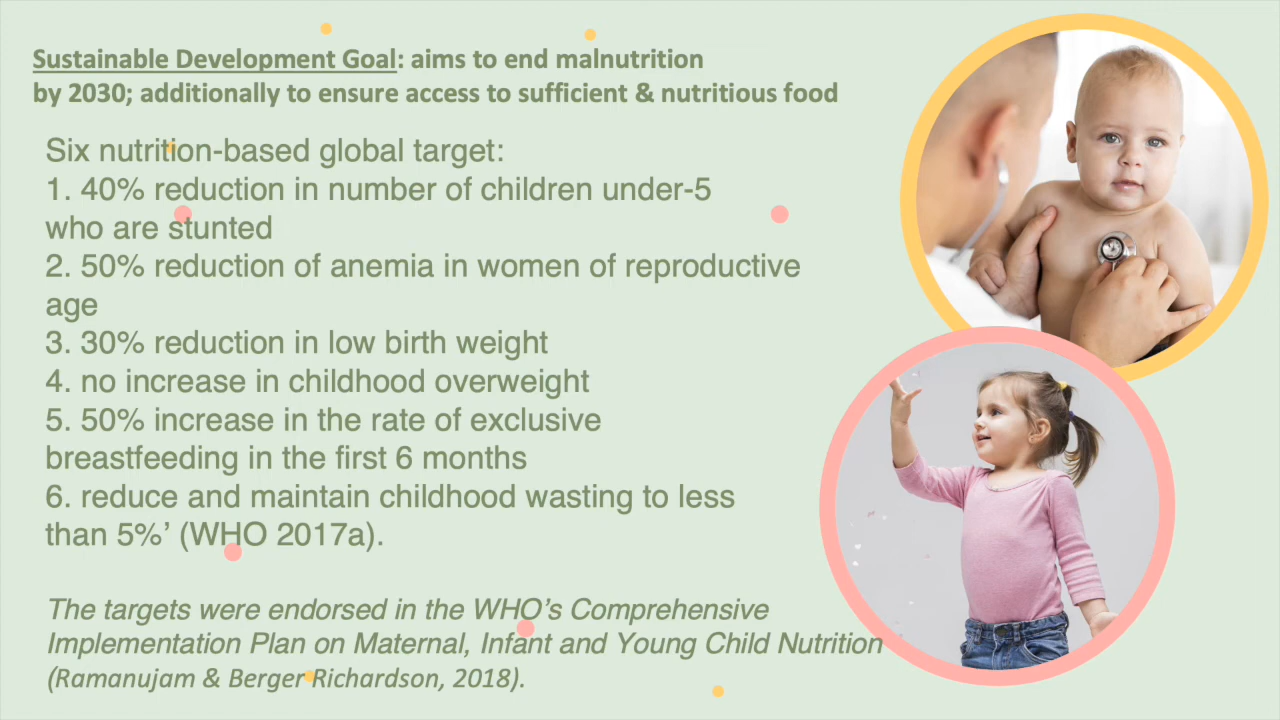 Sustainable Development Goal: aims to end malnutrition
by 2030; additionally to ensure access to sufficient & nutritious food
Six nutrition-based global target:
1. 40% reduction in number of children under-5
who are stunted
2. 50% reduction of anemia in women of reproductive
age
3. 30% reduction in low birth weight
4. no increase in childhood overweight
5. 50% increase in the rate of exclusive
breastfeeding in the first 6 months
6. reduce and maintain childhood wasting to less
than 5%’ (WHO 2017a).
The targets were endorsed in the WHO’s Comprehensive
Implementation Plan on Maternal, Infant and Young Child Nutrition
(Ramanujam & Berger Richardson, 2018).